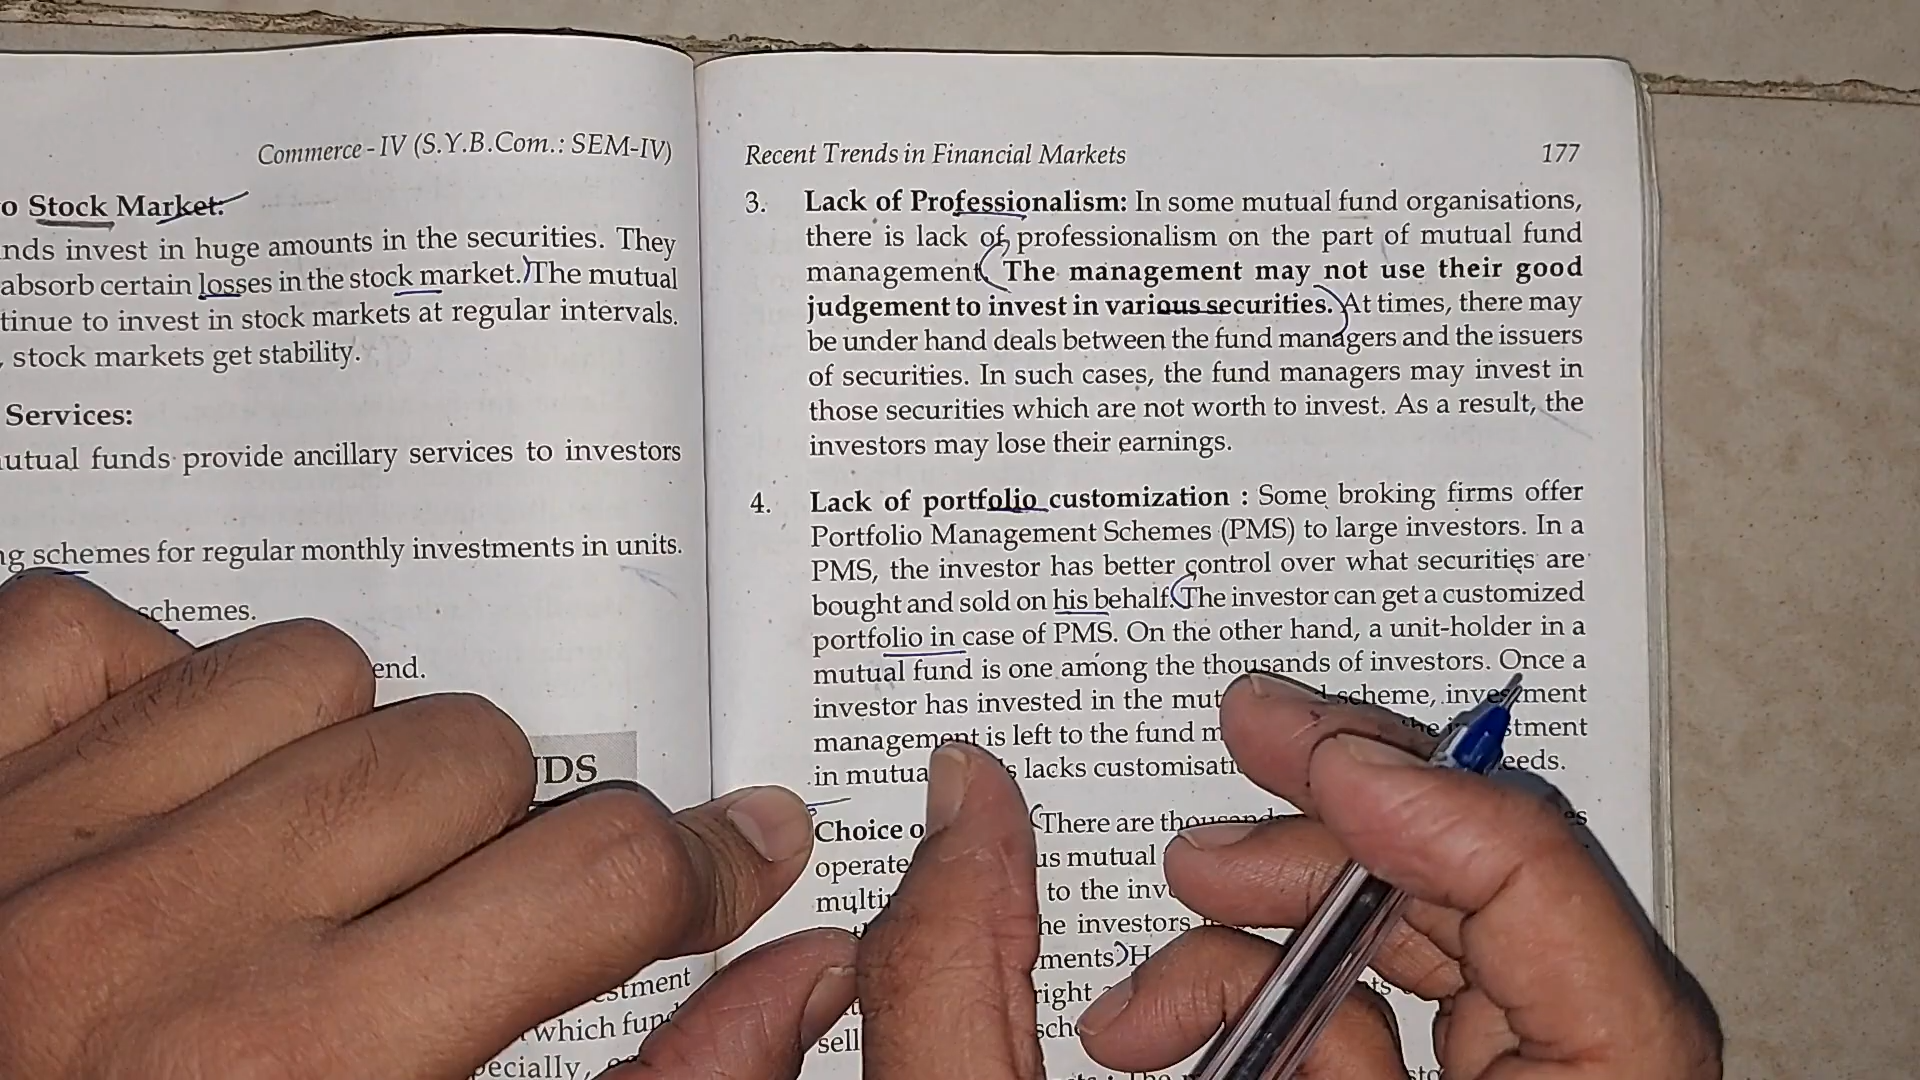 Commerce - IV (S.Y.B.Com.: SEM-IV)
o Stock Market:
nds invest in huge amounts in the securities. They
absorb certain losses in the stock market. The mutual
tinue to invest in stock markets at regular intervals.
, stock markets get stability.
Services:
utual funds provide ancillary services to investors
ng schemes for regular monthly investments in units.
schemes.
end.
DS
estment
which fund
pecially,
Recent Trends in Financial Markets 177
3. Lack of Professionalism: In some mutual fund organisations,
there is lack of professionalism on the part of mutual fund
management. The management may not use their good
judgement to invest in various securities. At times, there may
be under hand deals between the fund managers and the issuers
of securities. In such cases, the fund managers may invest in
those securities which are not worth to invest. As a result, the
investors may lose their earnings.
4. Lack of portfolio customization : Some broking firms offer
Portfolio Management Schemes (PMS) to large investors. In a
PMS, the investor has better control over what securities are
bought and sold on his behalf. The investor can get a customized
portfolio in case of PMS. On the other hand, a unit-holder in a
mutual fund is one among the thousands of investors. Once a
investor has invested in the mut scheme, investment
management is left to the fund m stment
in mutua lacks customisati eeds.
Choice o There are thousands
operate us mutual
multi to the inv
he investors
ments) H
right
sche
sell